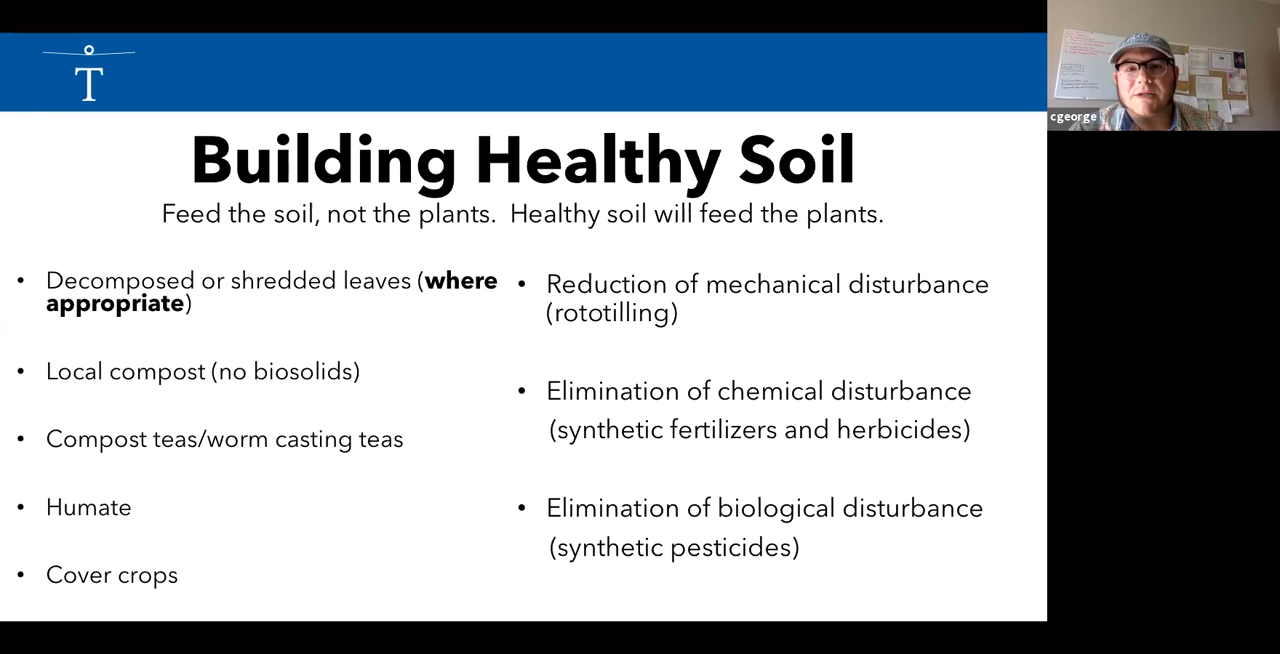 T
cgeorge
Building Healthy Soil
Feed the soil, not the plants.  Healthy soil will feed the plants.
• Decomposed or shredded leaves (where
appropriate)
• Local compost (no biosolids)
• Compost teas/worm casting teas
• Humate
• Cover crops
• Reduction of mechanical disturbance
(rototilling)
• Elimination of chemical disturbance
(synthetic fertilizers and herbicides)
• Elimination of biological disturbance
(synthetic pesticides)